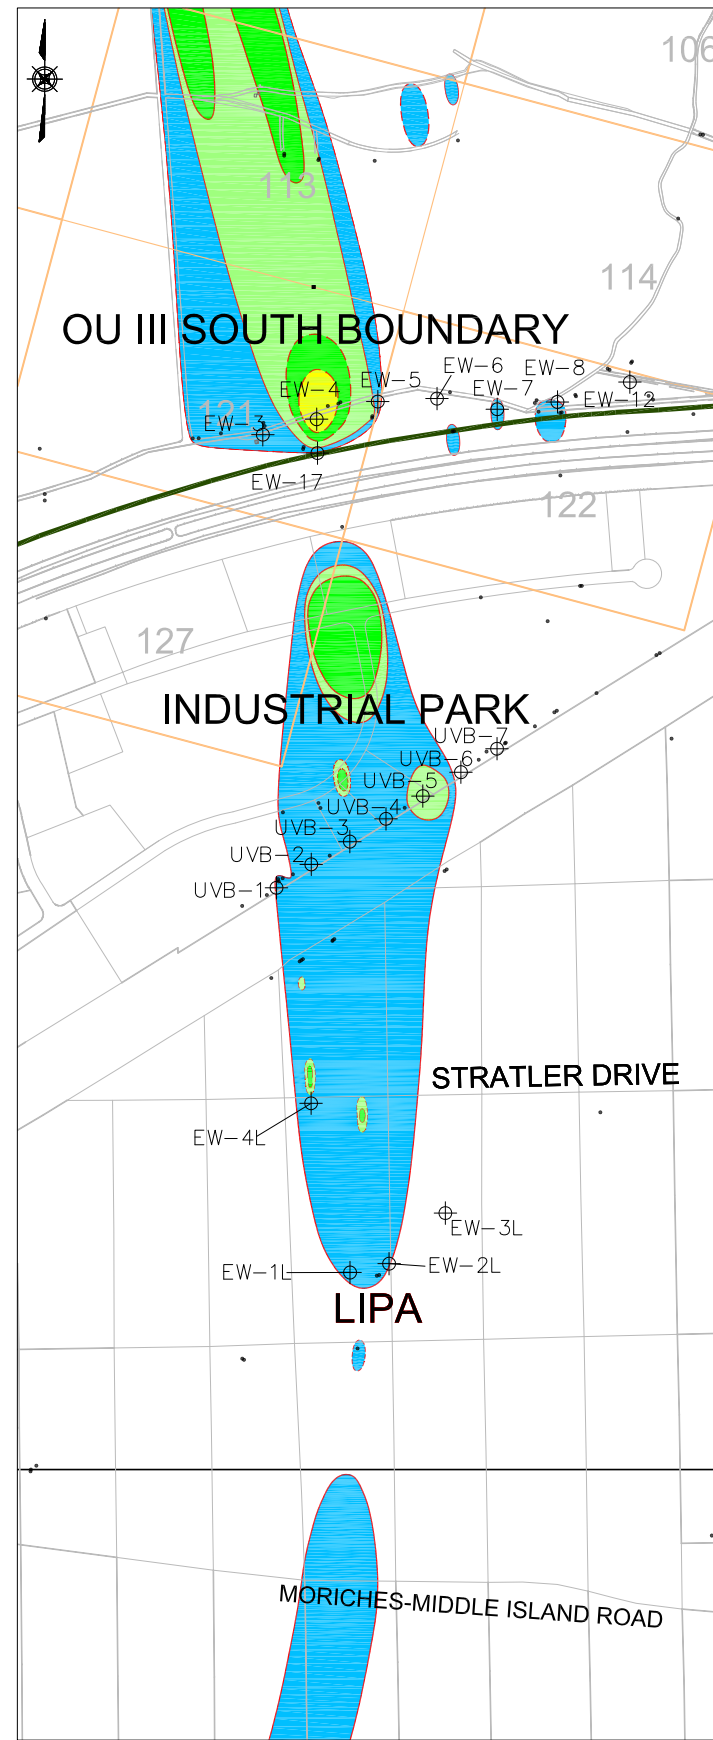 106
113
114
OU III SOUTH BOUNDARY
EW-6
EW-8
EW-5
EW-4
EW-7
EW-12
121
EW-3
EW-17
122
127
INDUSTRIAL PARK
UVB-7
UVB-6
UVB-5
UVB-4
UVB-3
UVB-2
UVB-1
STRATLER DRIVE
EW-4L
EW-3L
EW-2L
EW-1L
LIPA
MORICHES-MIDDLE ISLAND ROAD